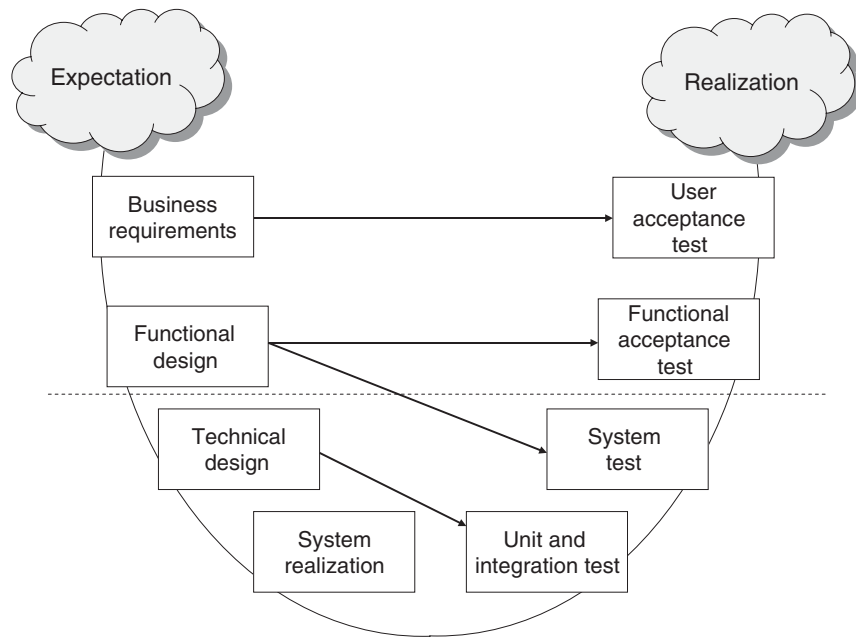 Expectation
Realization
Business
requirements
User
acceptance
test
Functional
design
Functional
acceptance
test
Technical
design
System
test
System
realization
Unit and
integration test